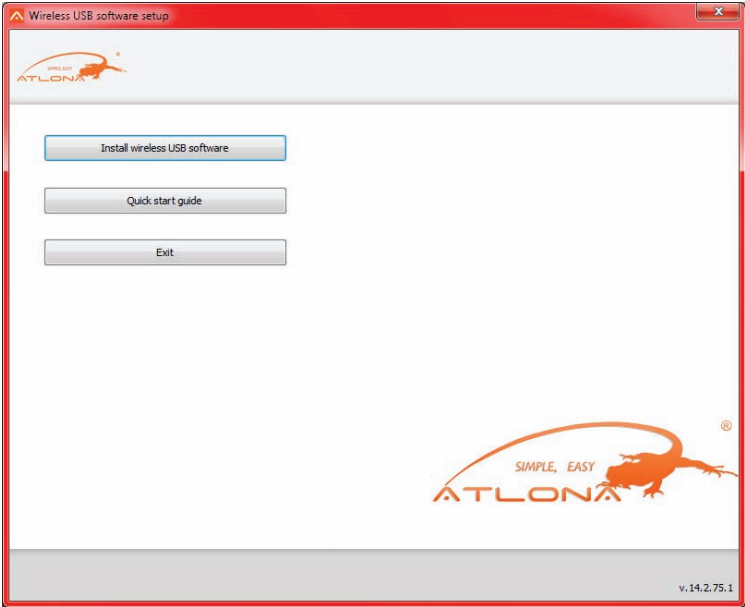 Wireless USB software setup
SIMPLE, EASY
ATLONA
®
Install wireless USB software
Quick start guide
Exit
®
SIMPLE, EASY
ATLONA
v.14.2.75.1